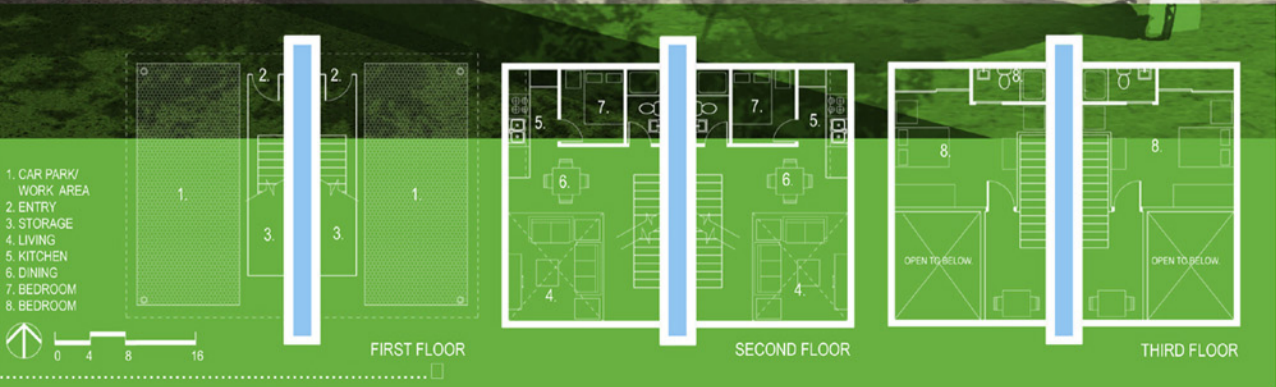 2.
2.
1.
1.
3.
3.
FIRST FLOOR
7.
7.
5.
5.
6.
6.
4.
4.
SECOND FLOOR
8.
8.
8.
OPEN TO BELOW.
OPEN TO BELOW.
THIRD FLOOR
1. CAR PARK/
WORK AREA
2. ENTRY
3. STORAGE
4. LIVING
5. KITCHEN
6. DINING
7. BEDROOM
8. BEDROOM
0 4 8 16